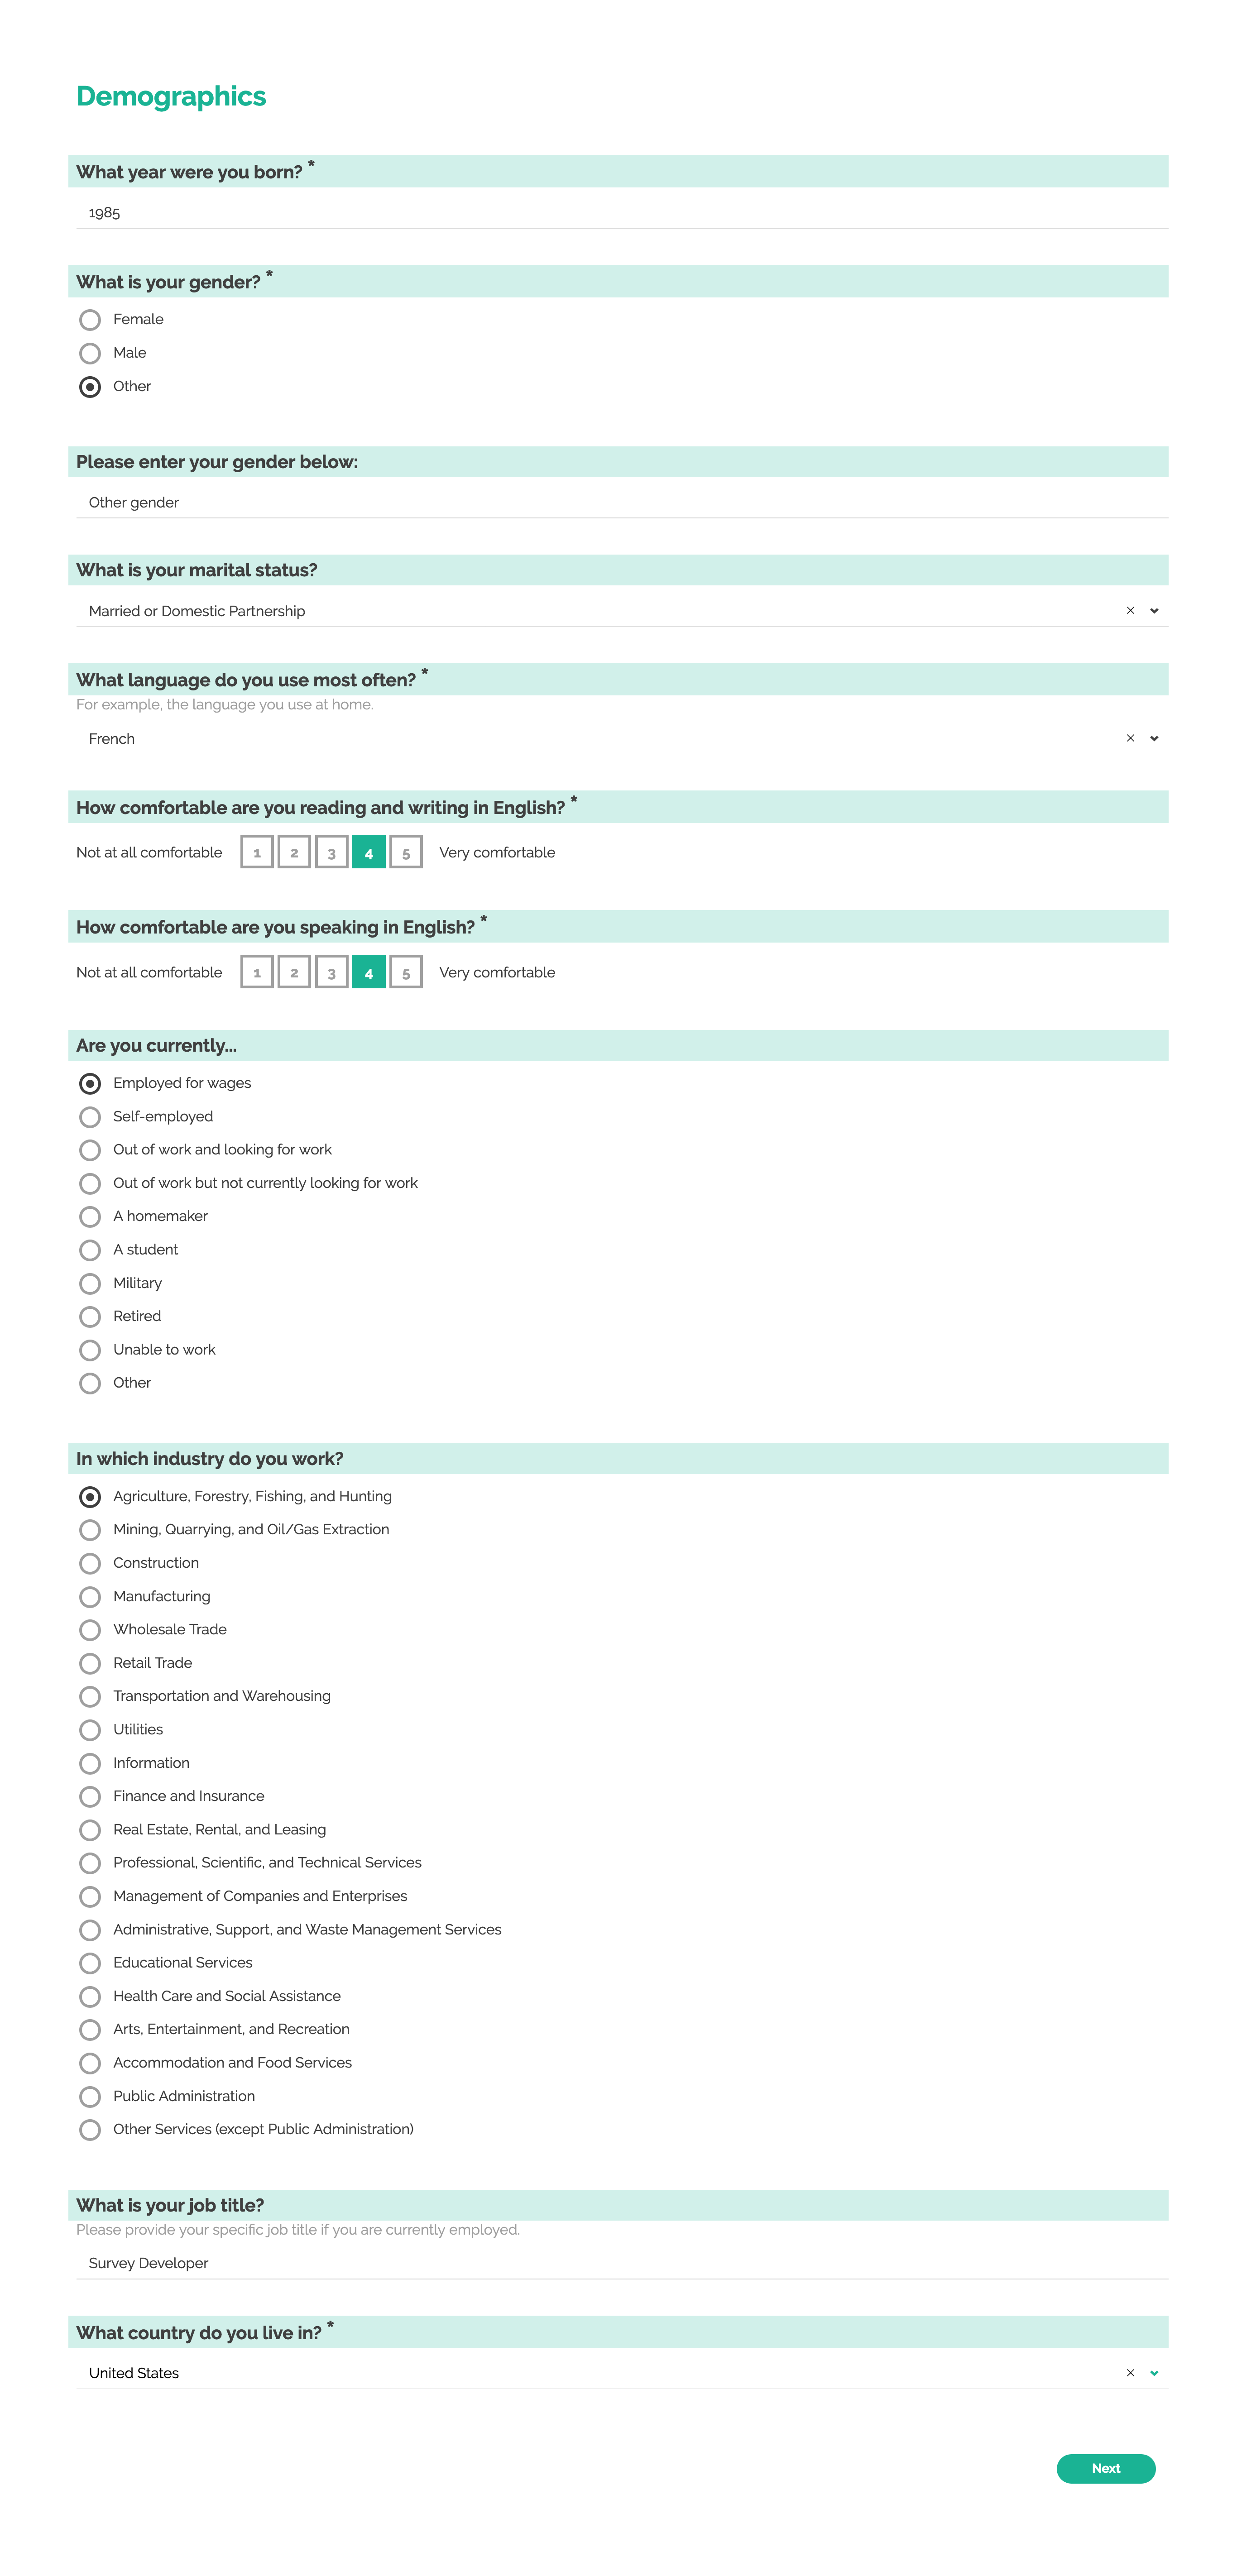 Demographics
What year were you born? *
1985
What is your gender? *
Female
Male
Other
Please enter your gender below:
Other gender
What is your marital status?
Married or Domestic Partnership
What language do you use most often? *
For example, the language you use at home.
French
How comfortable are you reading and writing in English? *
Not at all comfortable 1 2 3 4 5 Very comfortable
How comfortable are you speaking in English? *
Not at all comfortable 1 2 3 4 5 Very comfortable
Are you currently...
Employed for wages
Self-employed
Out of work and looking for work
Out of work but not currently looking for work
A homemaker
A student
Military
Retired
Unable to work
Other
In which industry do you work?
Agriculture, Forestry, Fishing, and Hunting
Mining, Quarrying, and Oil/Gas Extraction
Construction
Manufacturing
Wholesale Trade
Retail Trade
Transportation and Warehousing
Utilities
Information
Finance and Insurance
Real Estate, Rental, and Leasing
Professional, Scientific, and Technical Services
Management of Companies and Enterprises
Administrative, Support, and Waste Management Services
Educational Services
Health Care and Social Assistance
Arts, Entertainment, and Recreation
Accommodation and Food Services
Public Administration
Other Services (except Public Administration)
What is your job title?
Please provide your specific job title if you are currently employed.
Survey Developer
What country do you live in? *
United States
Next